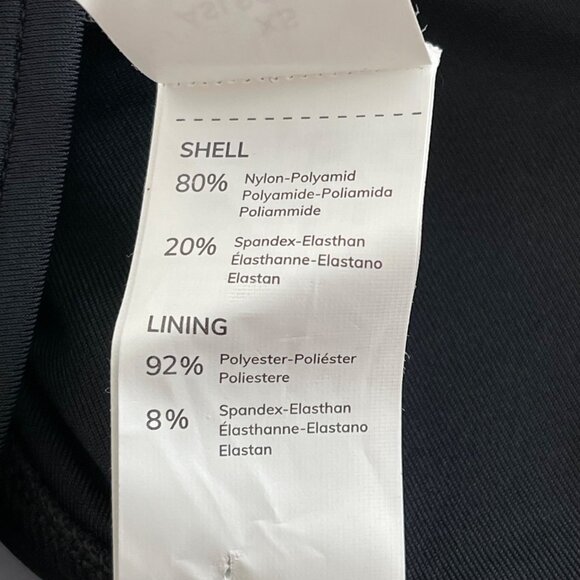 SHELL
80% Nylon-Polyamid
Polyamide-Poliamida
Poliammide
20% Spandex-Elasthan
Élasthanne-Elastano
Elastan
LINING
92% Polyester-Poliéster
Poliestere
8% Spandex-Elasthan
Élasthanne-Elastano
Elastan